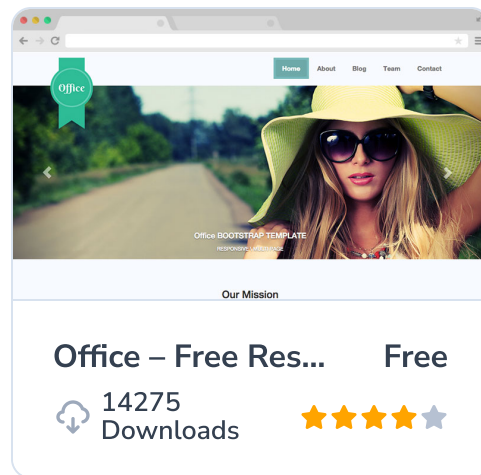 Home About Blog Team Contact
Office
Office BOOTSTRAP TEMPLATE
Our Mission
Office – Free Res... Free
14275
Downloads